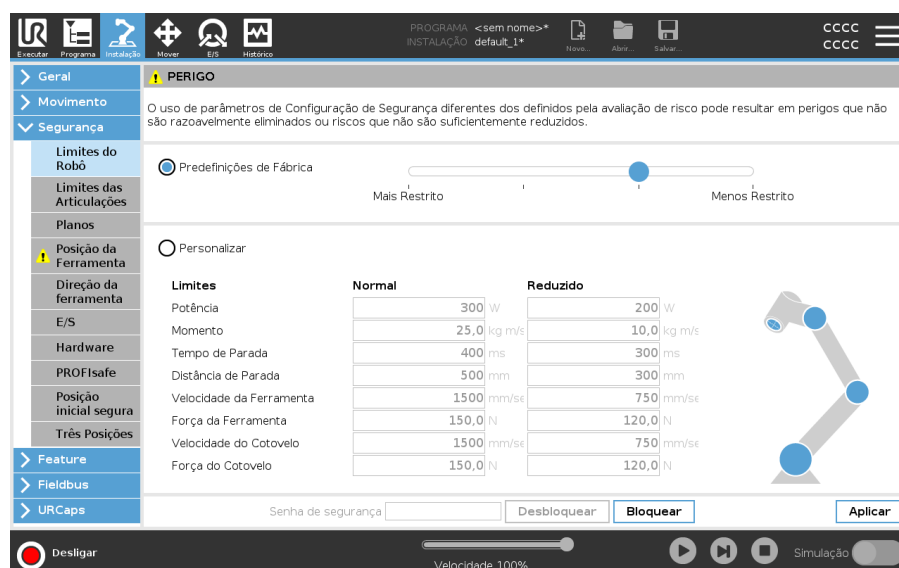 PROGRAMA <sem nome>*
INSTALAÇÃO default_1*
CCCC
CCCC
UR
Executar Programa Instalação Mover E/S Histórico Novo... Abrir... Salvar...
Geral
Movimento
Segurança
Limites do
Robô
Limites das
Articulações
Planos
Posição da
Ferramenta
Direção da
ferramenta
E/S
Hardware
PROFIsafe
Posição
inicial segura
Três Posições
Feature
Fieldbus
URCaps
PERIGO
O uso de parâmetros de Configuração de Segurança diferentes dos definidos pela avaliação de risco pode resultar em perigos que não
são razoavelmente eliminados ou riscos que não são suficientemente reduzidos.
Predefinições de Fábrica
Mais Restrito Menos Restrito
Personalizar
Limites Normal Reduzido
Potência 300 W 200 W
Momento 25,0 kg m/s 10,0 kg m/s
Tempo de Parada 400 ms 300 ms
Distância de Parada 500 mm 300 mm
Velocidade da Ferramenta 1500 mm/se 750 mm/se
Força da Ferramenta 150,0 N 120,0 N
Velocidade do Cotovelo 1500 mm/se 750 mm/se
Força do Cotovelo 150,0 N 120,0 N
Senha de segurança Desbloquear Bloquear Aplicar
Desligar
Velocidade 100%
Simulação